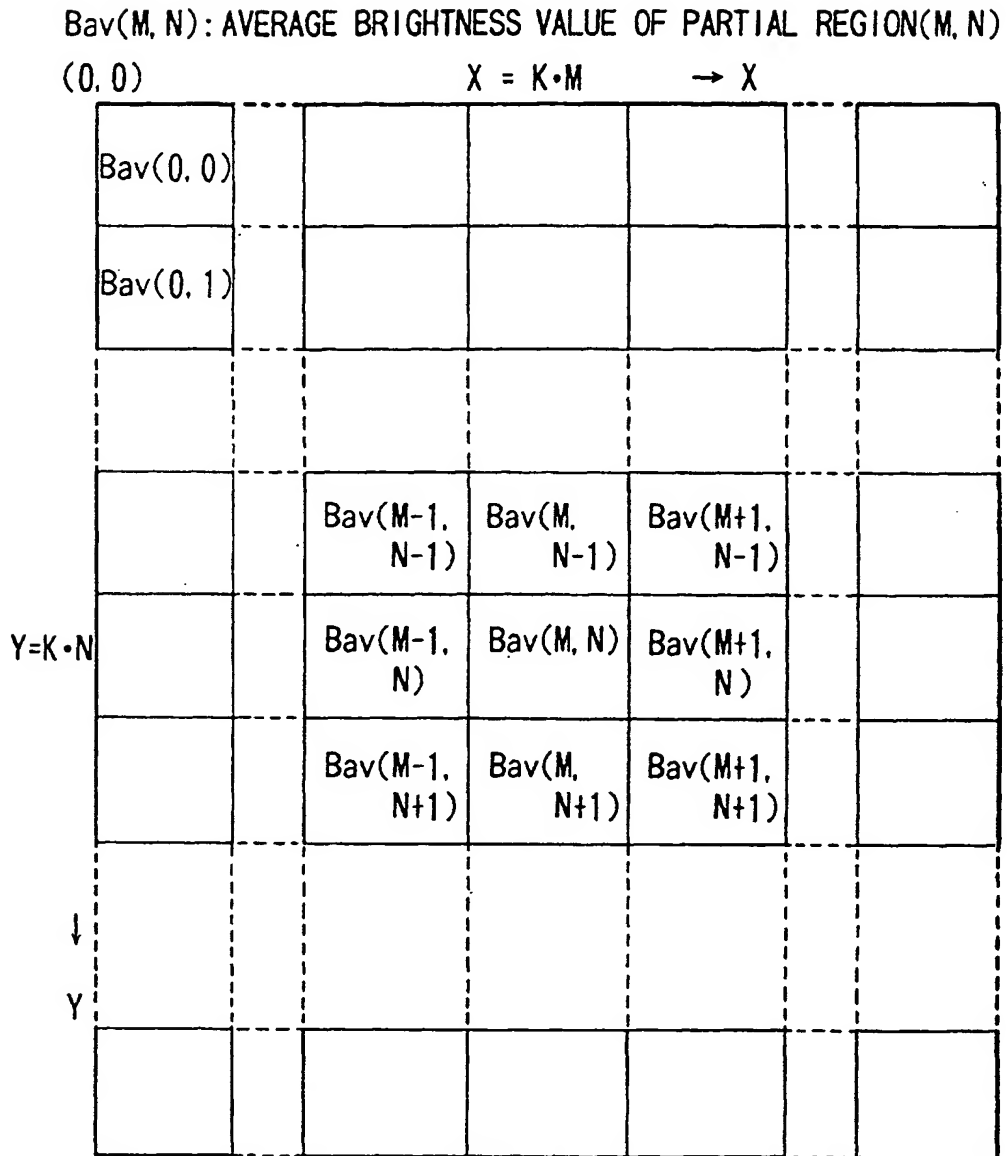 Bav(M, N): AVERAGE BRIGHTNESS VALUE OF PARTIAL REGION(M, N)
(0, 0) X = K•M → X
Bav(0, 0)
Bav(0, 1)
Bav(M-1, Bav(M, Bav(M+1,
N-1) N-1) N-1)
Y=K•N Bav(M-1, Bav(M, N) Bav(M+1,
N) N)
Bav(M-1, Bav(M, Bav(M+1,
N+1) N+1) N+1)
↓
Y